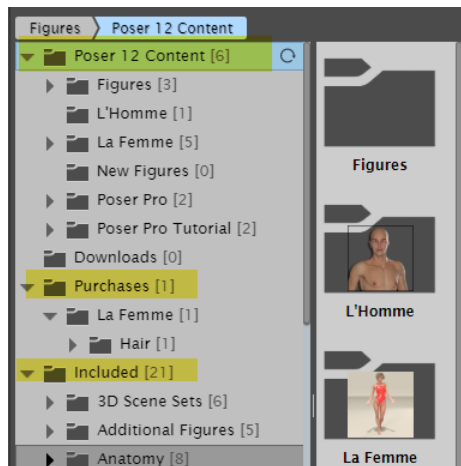 Figures Poser 12 Content
Poser 12 Content [6]
Figures [3]
L'Homme [1]
La Femme [5]
New Figures [0]
Poser Pro [2]
Poser Pro Tutorial [2]
Downloads [0]
Purchases [1]
La Femme [1]
Hair [1]
Included [21]
3D Scene Sets [6]
Additional Figures [5]
Anatomy [8]
Figures
L'Homme
La Femme